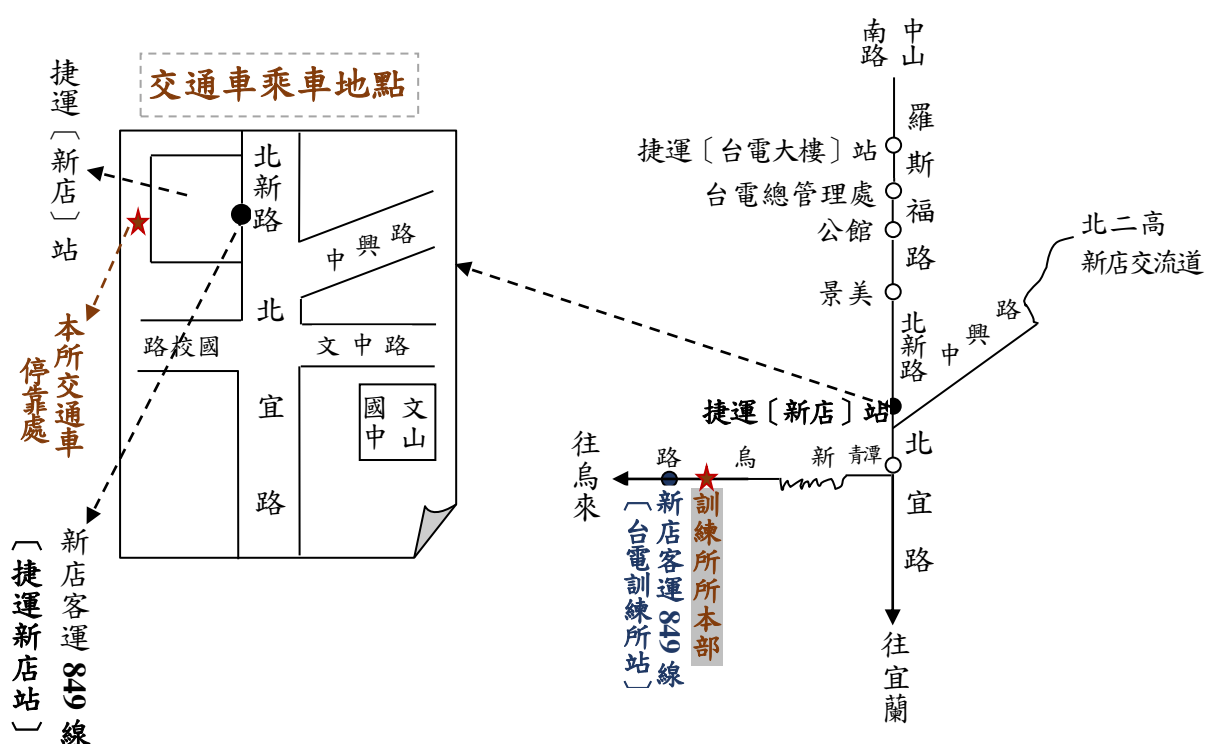 交通車乘車地點
捷運〔新店〕站
北新路
中興路
北宜路
路校國
文中路
國文
中山
本所交通車
停靠處
新店客運849線
〔捷運新店站〕
中山
南路
羅斯福路
捷運〔台電大樓〕站
台電總管理處
公館
景美
北二高
新店交流道
北新路
中興路
捷運〔新店〕站
青潭
北宜路
路烏新
往烏來
訓練所所本部
新店客運849線
〔台電訓練所站〕
往宜蘭